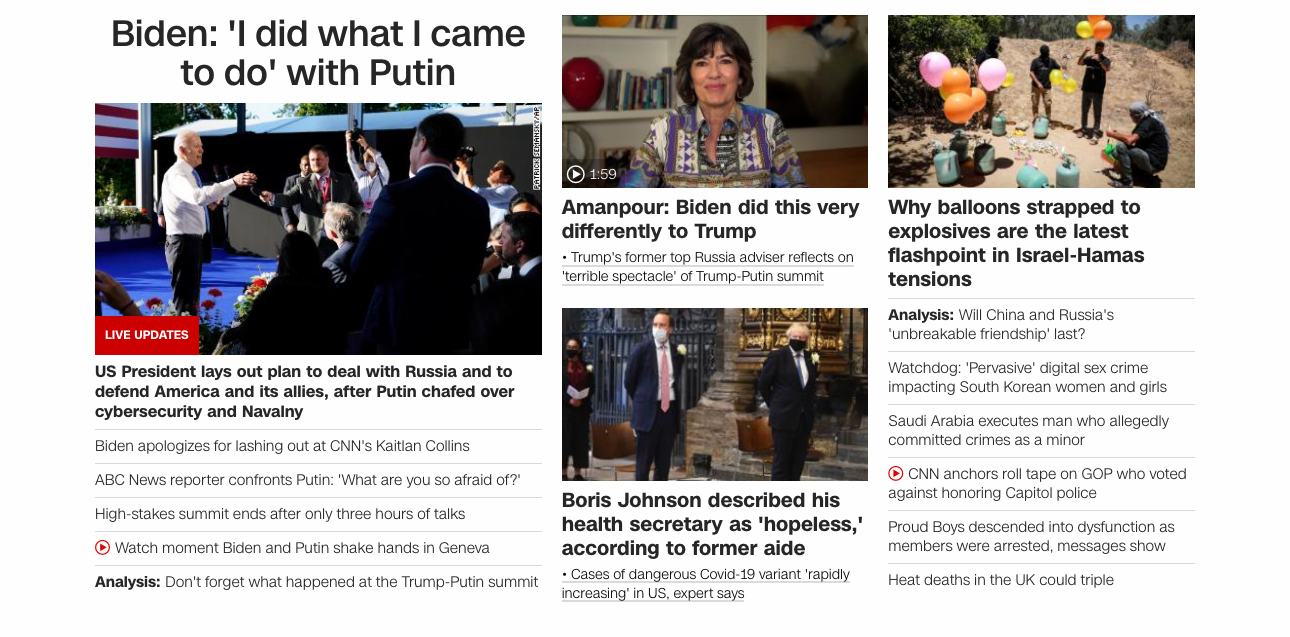 Biden: 'I did what I came
to do' with Putin
PATRICK SEMANSKY/AP
LIVE UPDATES
US President lays out plan to deal with Russia and to
defend America and its allies, after Putin chafed over
cybersecurity and Navalny
Biden apologizes for lashing out at CNN's Kaitlan Collins
ABC News reporter confronts Putin: 'What are you so afraid of?'
High-stakes summit ends after only three hours of talks
Watch moment Biden and Putin shake hands in Geneva
Analysis: Don't forget what happened at the Trump-Putin summit
1:59
Amanpour: Biden did this very
differently to Trump
• Trump's former top Russia adviser reflects on
'terrible spectacle' of Trump-Putin summit
Boris Johnson described his
health secretary as 'hopeless,'
according to former aide
• Cases of dangerous Covid-19 variant 'rapidly
increasing' in US, expert says
Why balloons strapped to
explosives are the latest
flashpoint in Israel-Hamas
tensions
Analysis: Will China and Russia's
'unbreakable friendship' last?
Watchdog: 'Pervasive' digital sex crime
impacting South Korean women and girls
Saudi Arabia executes man who allegedly
committed crimes as a minor
CNN anchors roll tape on GOP who voted
against honoring Capitol police
Proud Boys descended into dysfunction as
members were arrested, messages show
Heat deaths in the UK could triple